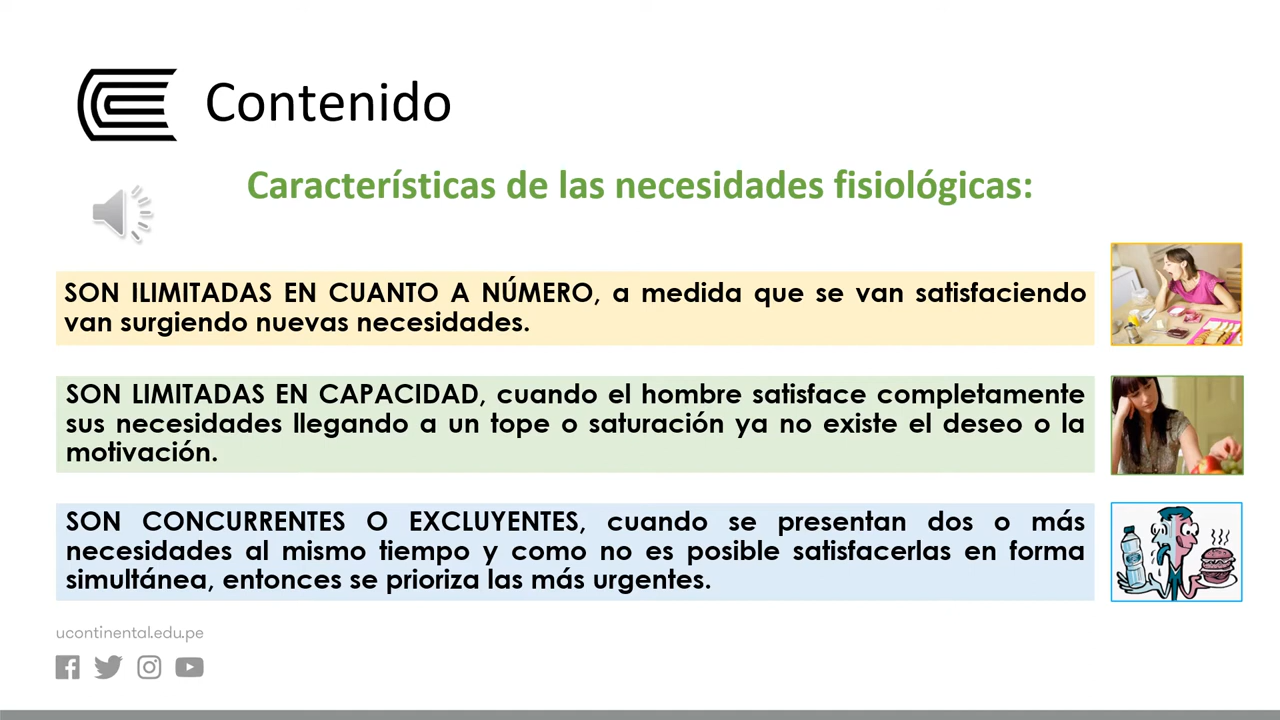 Contenido
Características de las necesidades fisiológicas:
SON ILIMITADAS EN CUANTO A NÚMERO, a medida que se van satisfaciendo
van surgiendo nuevas necesidades.
SON LIMITADAS EN CAPACIDAD, cuando el hombre satisface completamente
sus necesidades llegando a un tope o saturación ya no existe el deseo o la
motivación.
SON CONCURRENTES O EXCLUYENTES, cuando se presentan dos o más
necesidades al mismo tiempo y como no es posible satisfacerlas en forma
simultánea, entonces se prioriza las más urgentes.
ucontinental.edu.pe